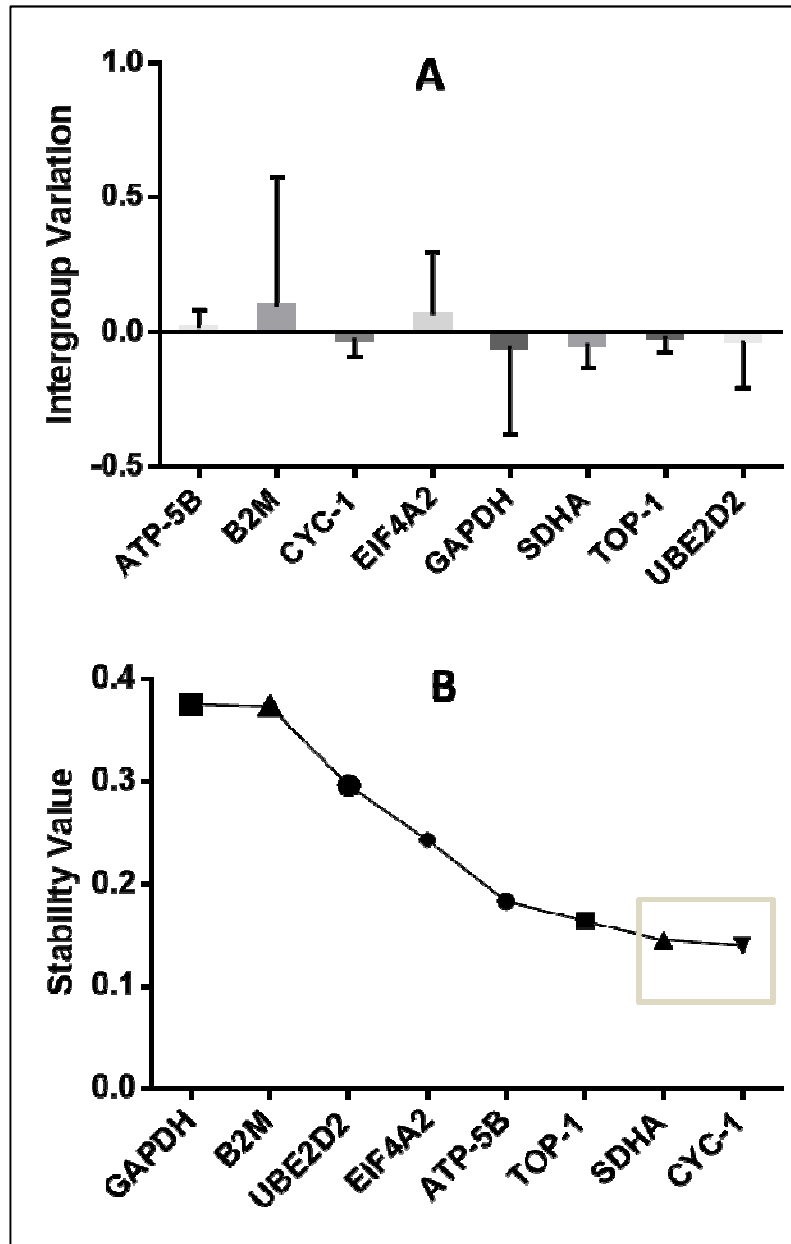 A
Intergroup Variation
1.0
0.5
0.0
-0.5
ATP-5B
B2M
CYC-1
EIF4A2
GAPDH
SDHA
TOP-1
UBE2D2
B
Stability Value
0.4
0.3
0.2
0.1
0.0
GAPDH
B2M
UBE2D2
EIF4A2
ATP-5B
TOP-1
SDHA
CYC-1